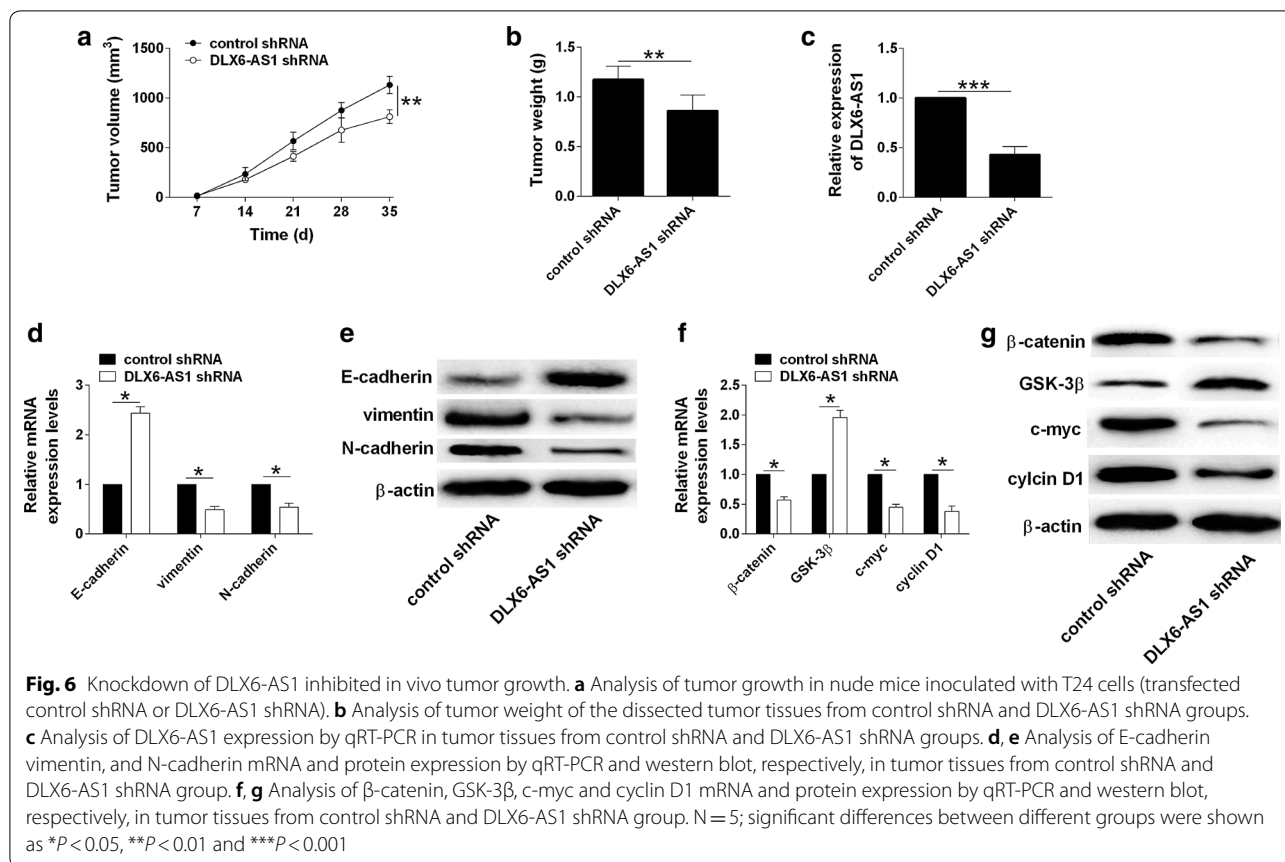 a
control shRNA
DLX6-AS1 shRNA
Tumor volume (mm³)
1500
1000
500
0
**
7 14 21 28 35
Time (d)
b
Tumor weight (g)
1.5
1.0
0.5
0.0
**
control shRNA
DLX6-AS1 shRNA
c
Relative expression
of DLX6-AS1
1.5
1.0
0.5
0.0
***
control shRNA
DLX6-AS1 shRNA
d
control shRNA
DLX6-AS1 shRNA
Relative mRNA
expression levels
3
2
1
0
* * *
E-cadherin
vimentin
N-cadherin
e
E-cadherin
vimentin
N-cadherin
β-actin
control shRNA
DLX6-AS1 shRNA
f
control shRNA
DLX6-AS1 shRNA
Relative mRNA
expression levels
2.5
2.0
1.5
1.0
0.5
0.0
* * * *
β-catenin
GSK-3β
c-myc
cyclin D1
g
β-catenin
GSK-3β
c-myc
cylcin D1
β-actin
control shRNA
DLX6-AS1 shRNA
Fig. 6 Knockdown of DLX6-AS1 inhibited in vivo tumor growth. a Analysis of tumor growth in nude mice inoculated with T24 cells (transfected
control shRNA or DLX6-AS1 shRNA). b Analysis of tumor weight of the dissected tumor tissues from control shRNA and DLX6-AS1 shRNA groups.
c Analysis of DLX6-AS1 expression by qRT-PCR in tumor tissues from control shRNA and DLX6-AS1 shRNA groups. d, e Analysis of E-cadherin
vimentin, and N-cadherin mRNA and protein expression by qRT-PCR and western blot, respectively, in tumor tissues from control shRNA and
DLX6-AS1 shRNA group. f, g Analysis of β-catenin, GSK-3β, c-myc and cyclin D1 mRNA and protein expression by qRT-PCR and western blot,
respectively, in tumor tissues from control shRNA and DLX6-AS1 shRNA group. N = 5; significant differences between different groups were shown
as *P < 0.05, **P < 0.01 and ***P < 0.001